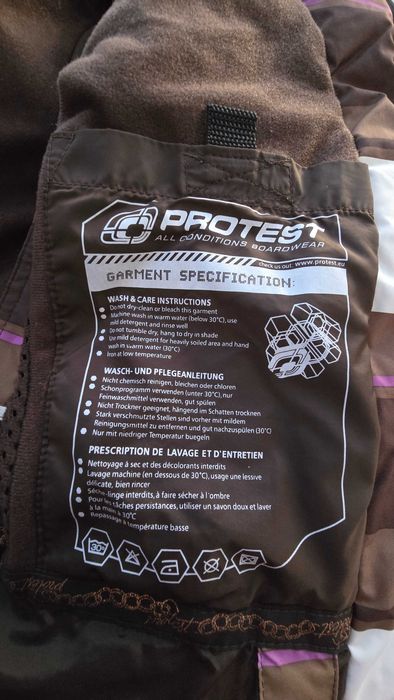 PROTEST
ALL CONDITIONS BOARDWEAR
check us out: www.protest.eu
GARMENT SPECIFICATION:
WASH & CARE INSTRUCTIONS
Do not dry-clean or bleach this garment
Machine wash in warm water (below 30°C), use
mild detergent and rinse well
Do not tumble dry, hang to dry in shade
Use mild detergent for heavily soiled area and hand
wash in warm water (30°C)
Iron at low temperature
WASCH- UND PFLEGEANLEITUNG
Nicht chemisch reinigen, bleichen oder chloren
Schonprogramm verwenden (unter 30°C), nur
Feinwaschmittel verwenden, gut spülen
Nicht Trockner geeignet, hängend im Schatten trocknen
Stark verschmutzte Stellen sind vorher mit mildem
Reinigungsmittel zu entfernen und gut nachzuspülen (30°C)
Nur mit niedriger Temperatur buegeln
PRESCRIPTION DE LAVAGE ET D'ENTRETIEN
Nettoyage à sec et des décolorants interdits
Lavage machine (en dessous de 30°C), usage une lessive
délicate, bien rincer
Sèche-linge interdits, à faire sécher à l'ombre
Pour les tâches persistances, utiliser un savon doux et laver
à la main à 30°C
Repassage à température basse
30°
a
protest